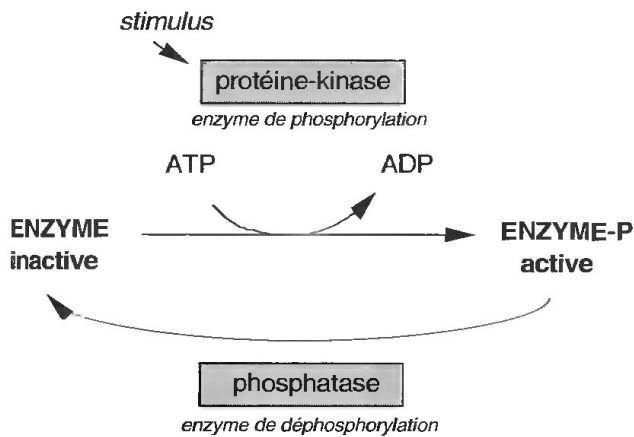 stimulus
protéine-kinase
enzyme de phosphorylation
ATP
ADP
ENZYME
inactive
ENZYME-P
active
phosphatase
enzyme de déphosphorylation